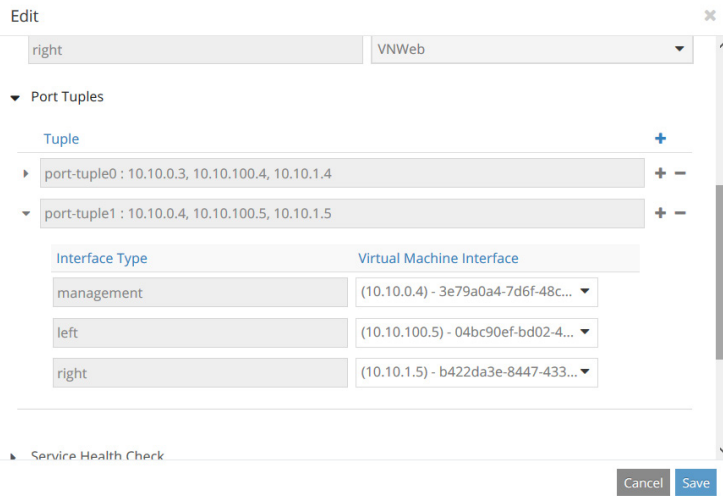 Edit
right VNWeb
Port Tuples
Tuple
port-tuple0 : 10.10.0.3, 10.10.100.4, 10.10.1.4
port-tuple1 : 10.10.0.4, 10.10.100.5, 10.10.1.5
Interface Type Virtual Machine Interface
management (10.10.0.4) - 3e79a0a4-7d6f-48c...
left (10.10.100.5) - 04bc90ef-bd02-4...
right (10.10.1.5) - b422da3e-8447-433...
Service Health Check
Cancel Save